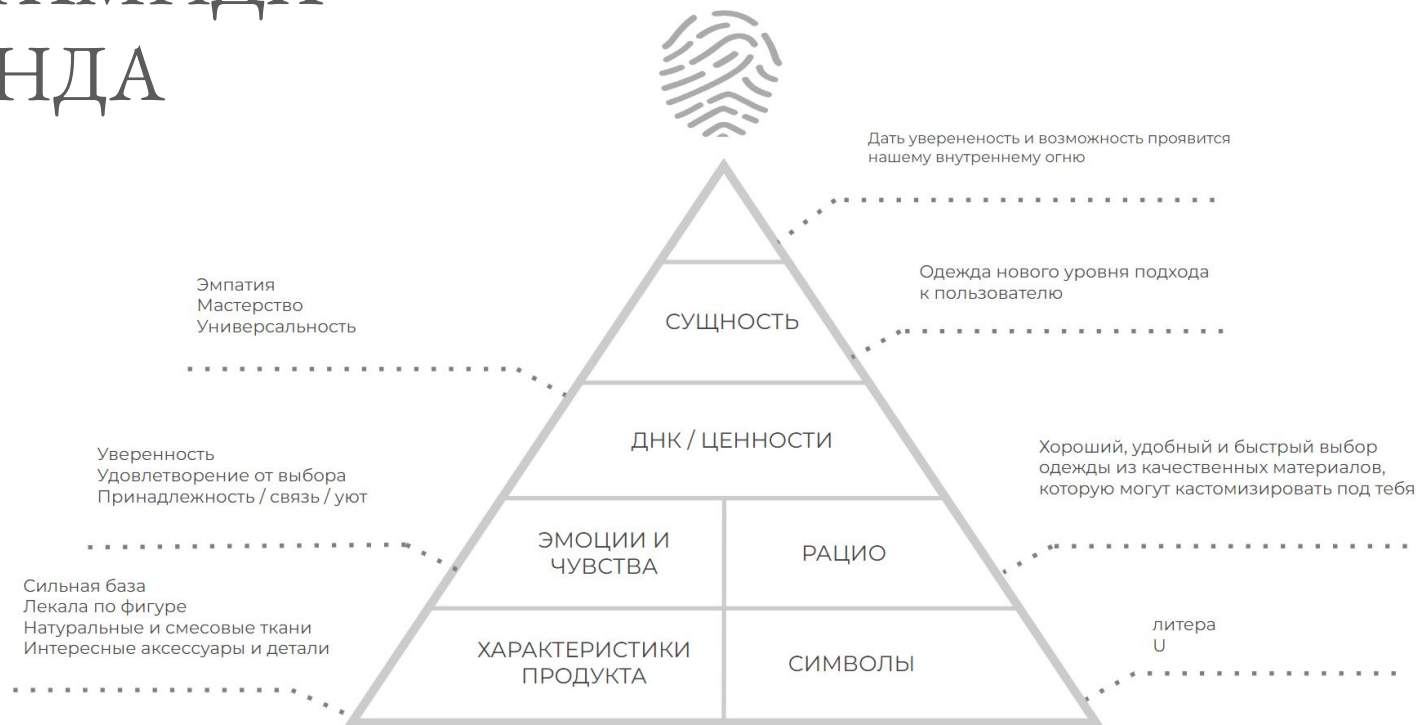 НДА
Дать уверененость и возможность проявится
нашему внутреннему огню
Эмпатия
Мастерство
Универсальность
Одежда нового уровня подхода
к пользователю
СУЩНОСТЬ
ДНК / ЦЕННОСТИ
Уверенность
Удовлетворение от выбора
Принадлежность / связь / уют
Хороший, удобный и быстрый выбор
одежды из качественных материалов,
которую могут кастомизировать под тебя
ЭМОЦИИ И
ЧУВСТВА
РАЦИО
Сильная база
Лекала по фигуре
Натуральные и смесовые ткани
Интересные аксессуары и детали
ХАРАКТЕРИСТИКИ
ПРОДУКТА
СИМВОЛЫ
литера
U